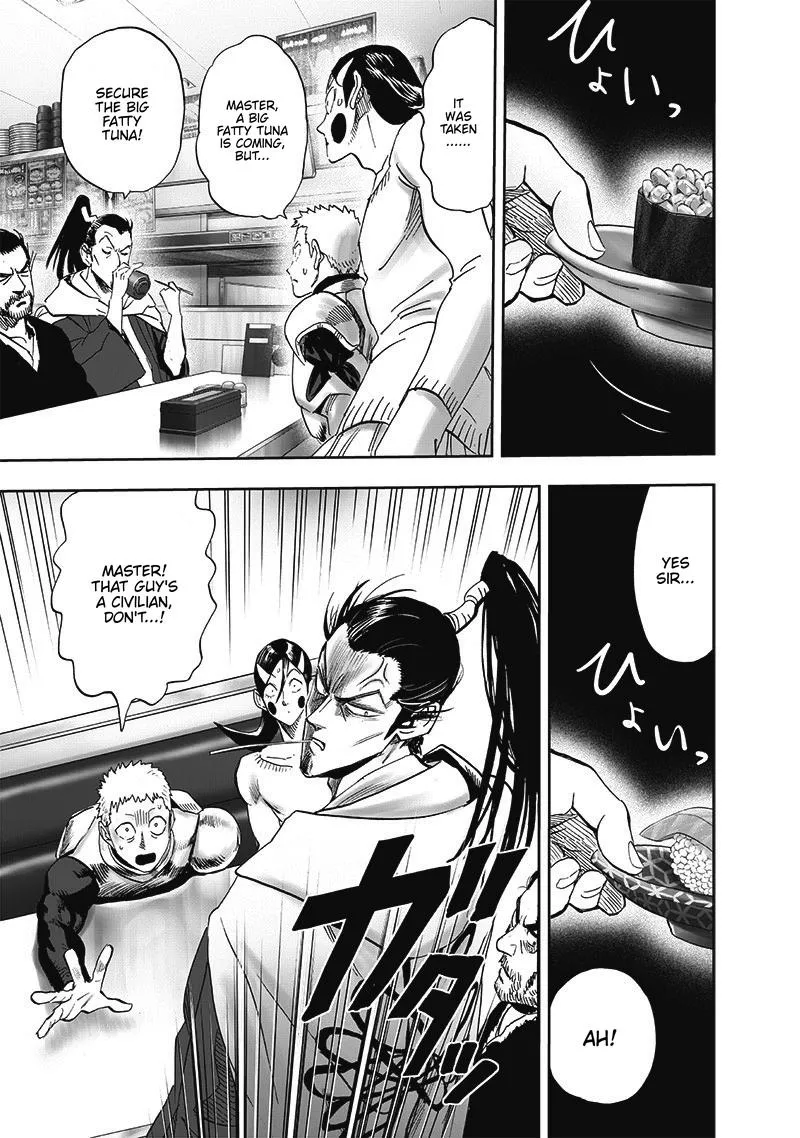 ひょいっ
IT
WAS
TAKEN
......
MASTER,
A BIG
FATTY TUNA
IS COMING,
BUT...
SECURE
THE BIG
FATTY
TUNA!
YES
SIR...
ひょいっ
AH!
MASTER!
THAT GUY'S
A CIVILIAN,
DON'T...!
ガタッ